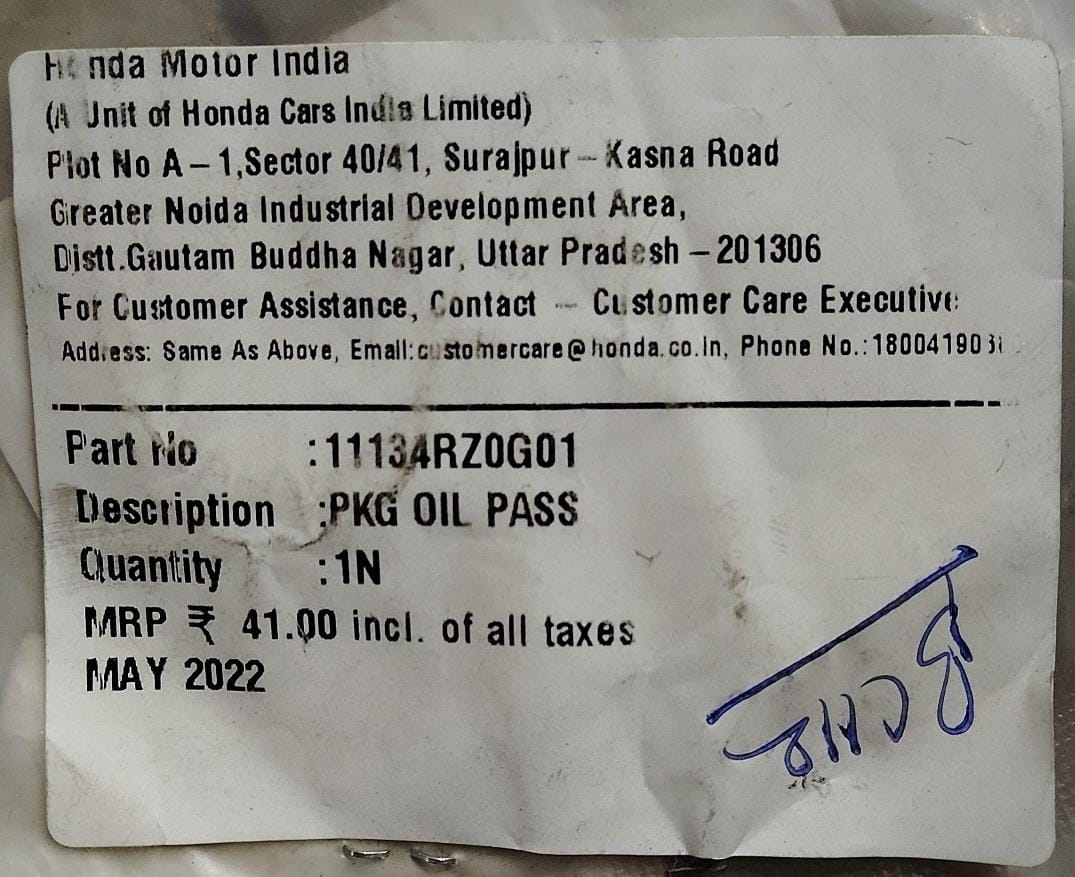 Honda Motor India
(A Unit of Honda Cars India Limited)
Plot No A – 1,Sector 40/41, Surajpur – Kasna Road
Greater Noida Industrial Development Area,
Distt.Gautam Buddha Nagar, Uttar Pradesh – 201306
For Customer Assistance, Contact – Customer Care Executive
Address: Same As Above, Email:customercare@honda.co.in, Phone No.:
Part No :11134RZ0G01
Description :PKG OIL PASS
Quantity :1N
MRP ₹ 41.00 incl. of all taxes
MAY 2022